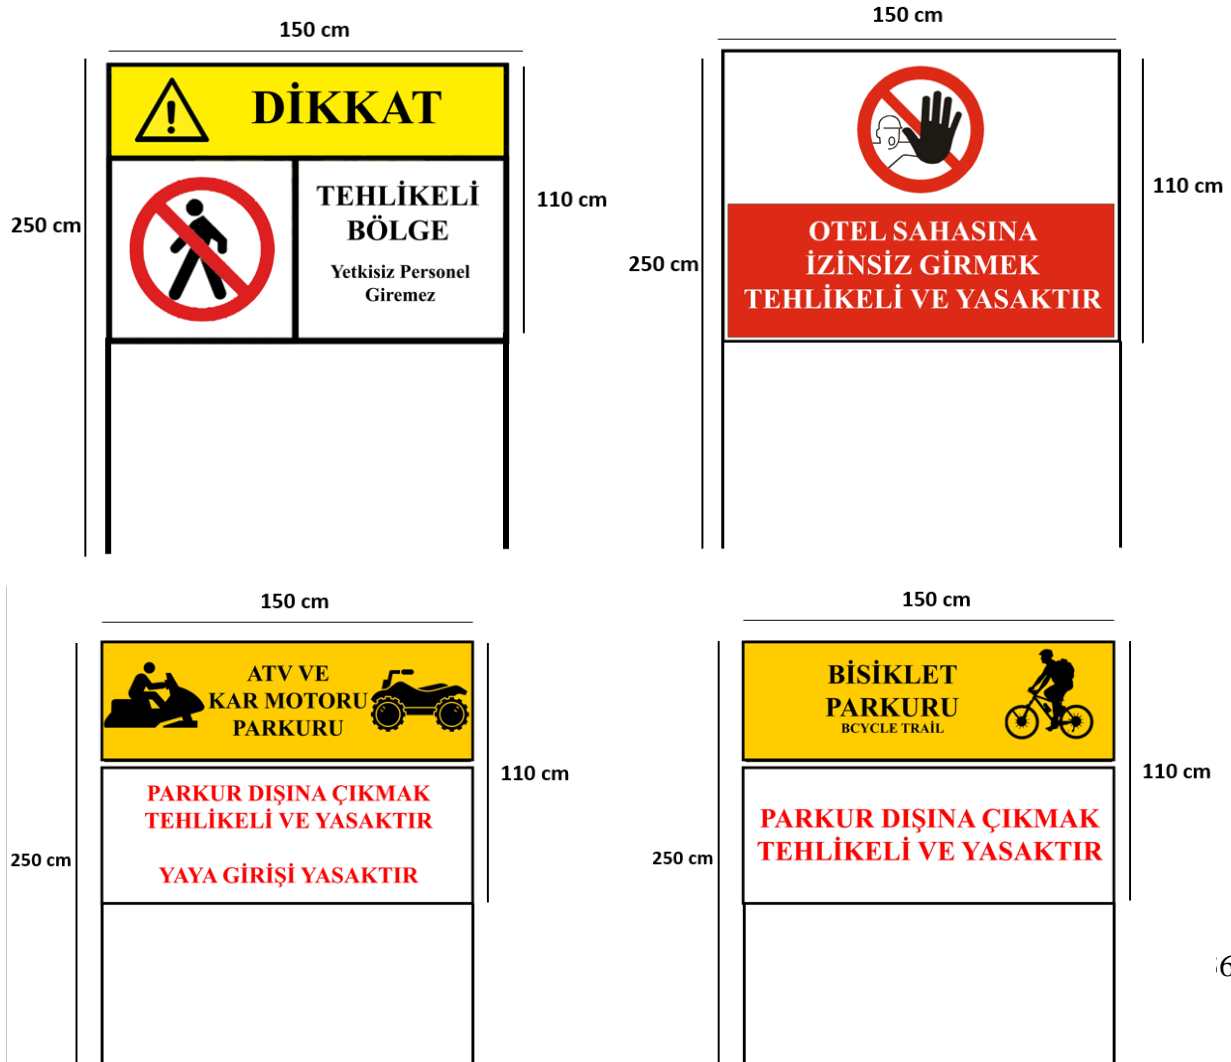 150 cm
DİKKAT
TEHLİKELİ
BÖLGE
Yetkisiz Personel
Giremez
250 cm
110 cm
150 cm
OTEL SAHASINA
İZİNSİZ GİRMEK
TEHLİKELİ VE YASAKTIR
250 cm
110 cm
150 cm
ATV VE
KAR MOTORU
PARKURU
PARKUR DIŞINA ÇIKMAK
TEHLİKELİ VE YASAKTIR
YAYA GİRİŞİ YASAKTIR
250 cm
110 cm
150 cm
BİSİKLET
PARKURU
BCYCLE TRAİL
PARKUR DIŞINA ÇIKMAK
TEHLİKELİ VE YASAKTIR
250 cm
110 cm